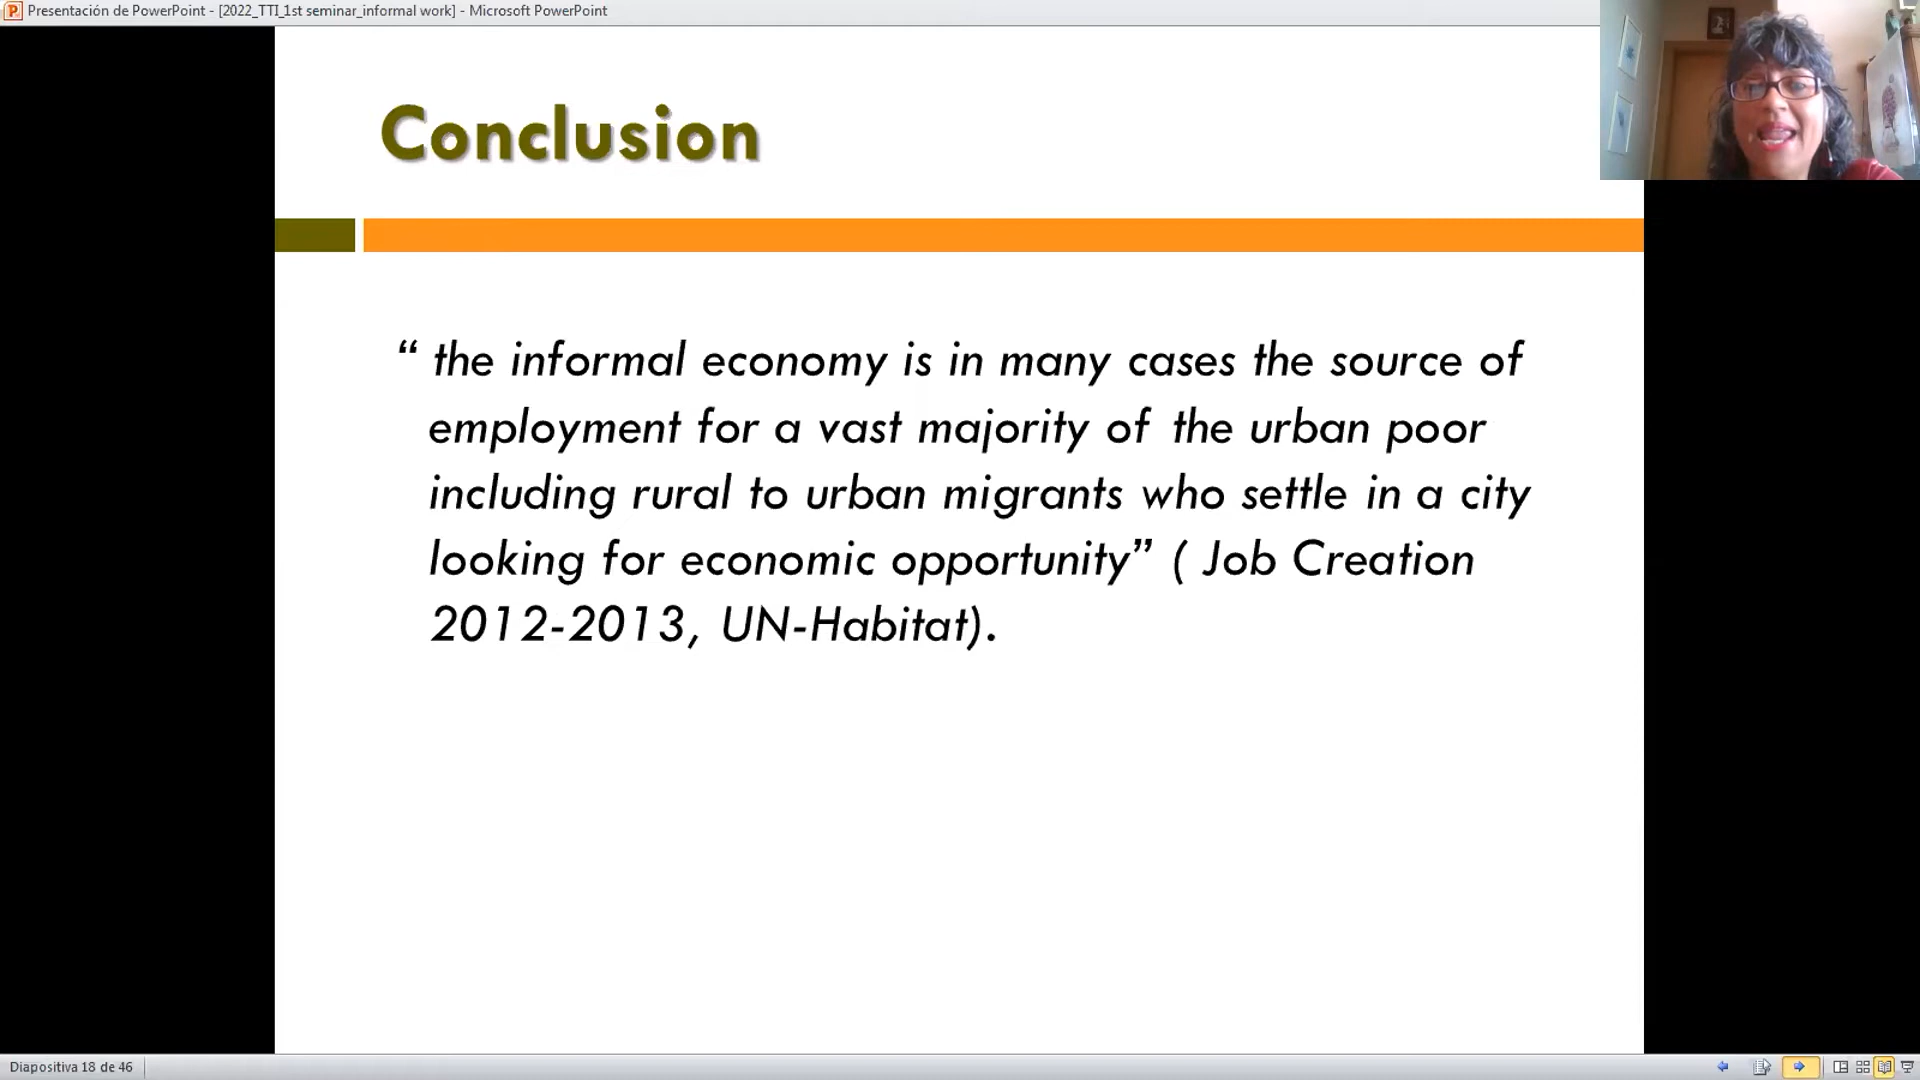 Presentación de PowerPoint - [2022_TTI_1st seminar_informal work] - Microsoft PowerPoint
Conclusion
“ the informal economy is in many cases the source of
employment for a vast majority of the urban poor
including rural to urban migrants who settle in a city
looking for economic opportunity” ( Job Creation
2012-2013, UN-Habitat).
Diapositiva 18 de 46